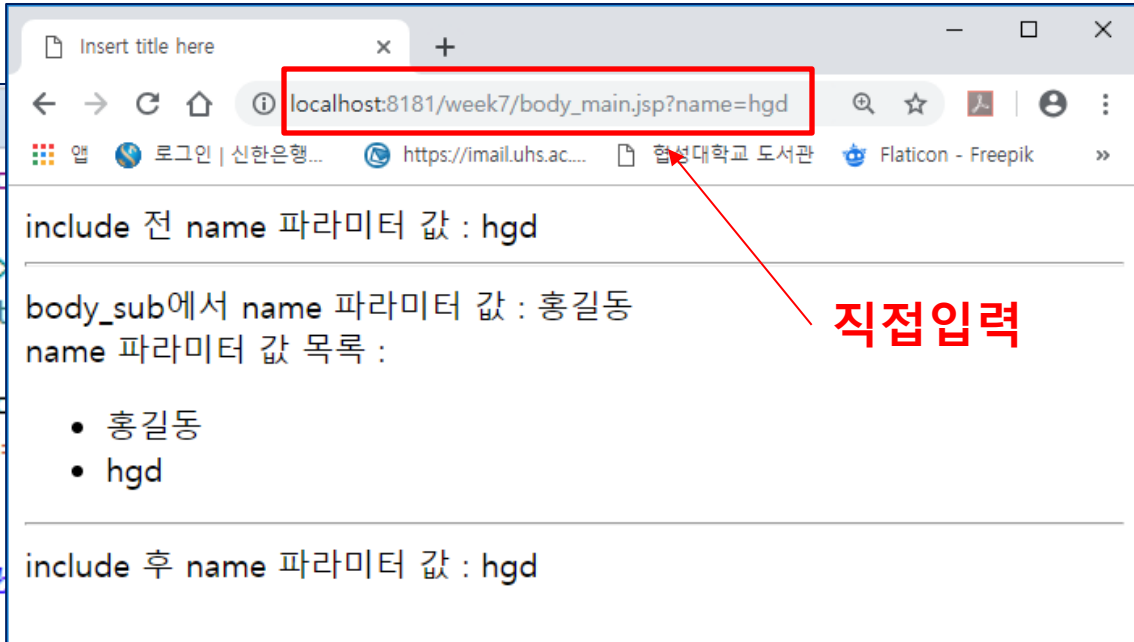 Insert title here
localhost:8181/week7/body_main.jsp?name=hgd
앱 로그인 | 신한은행... https://imail.uhs.ac.... 협성대학교 도서관 Flaticon - Freepik »
include 전 name 파라미터 값 : hgd
body_sub에서 name 파라미터 값 : 홍길동
name 파라미터 값 목록 :
• 홍길동
• hgd
직접입력
include 후 name 파라미터 값 : hgd